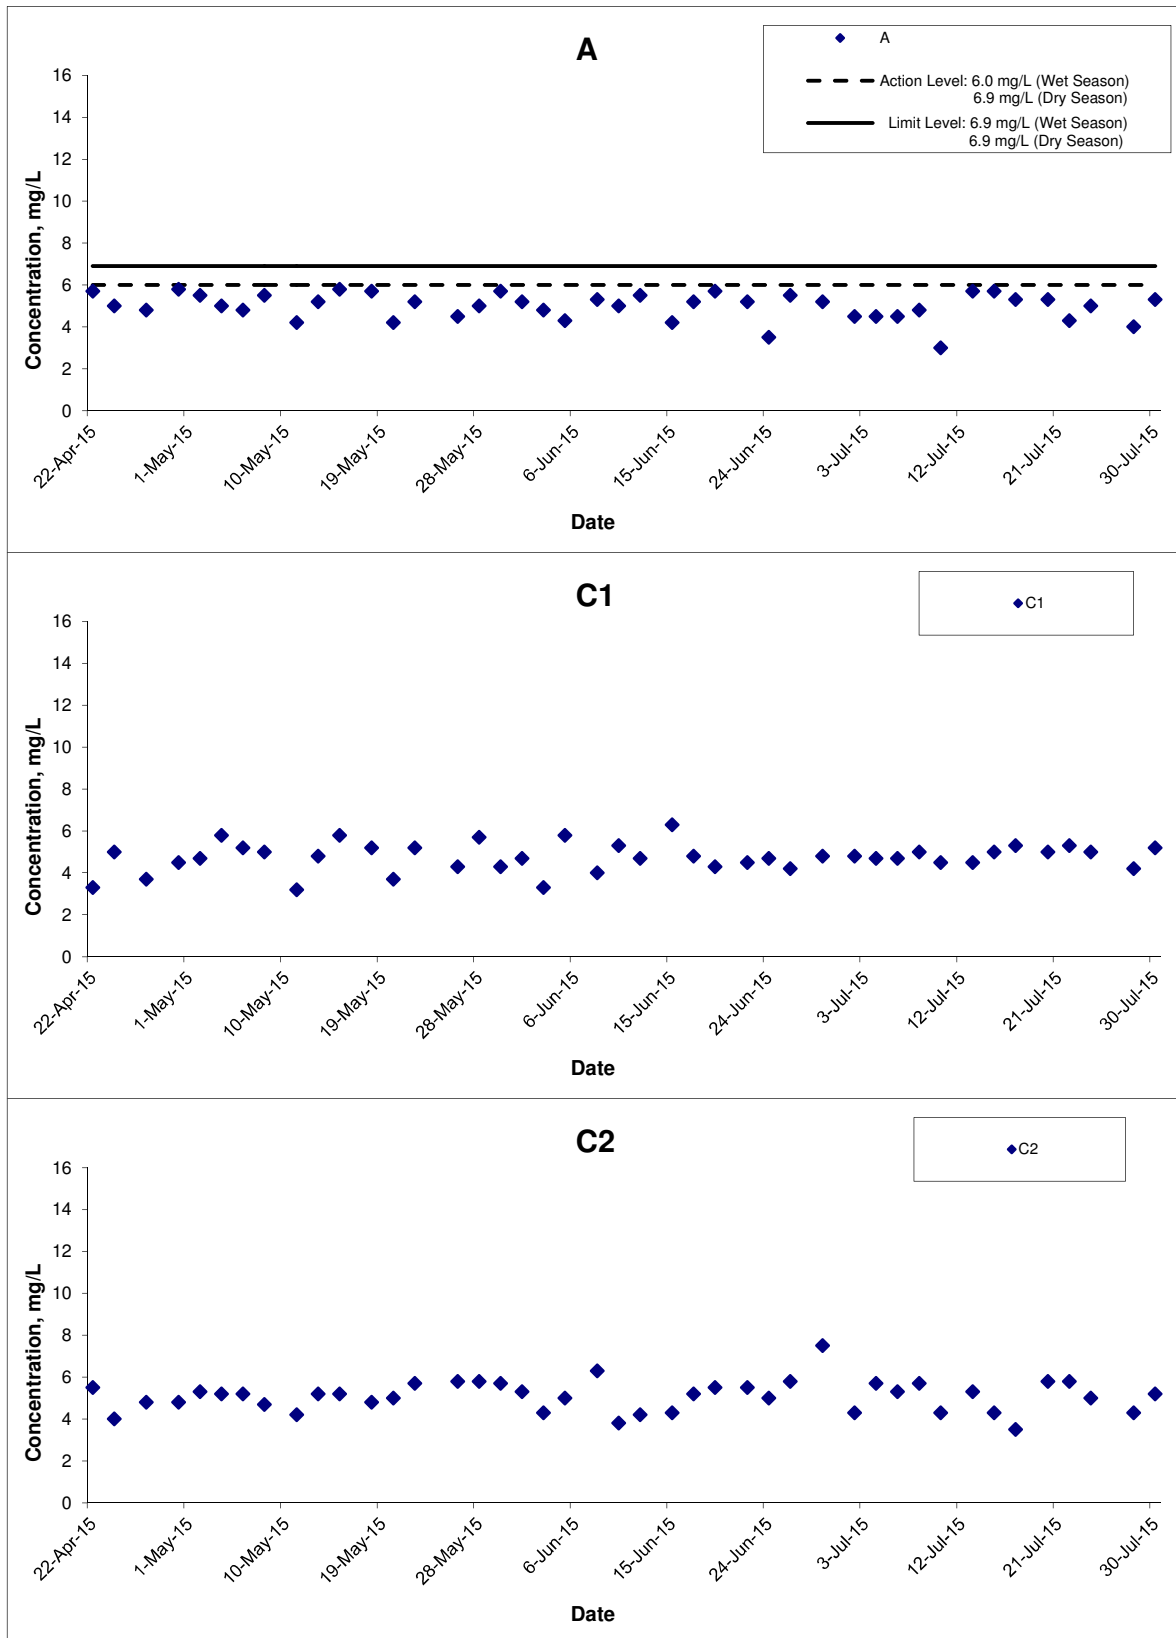 A
A
Action Level: 6.0 mg/L (Wet Season)
6.9 mg/L (Dry Season)
Limit Level: 6.9 mg/L (Wet Season)
6.9 mg/L (Dry Season)
Concentration, mg/L
16
14
12
10
8
6
4
2
0
22-Apr-15
1-May-15
10-May-15
19-May-15
28-May-15
6-Jun-15
15-Jun-15
24-Jun-15
3-Jul-15
12-Jul-15
21-Jul-15
30-Jul-15
Date
C1
C1
Concentration, mg/L
16
14
12
10
8
6
4
2
0
22-Apr-15
1-May-15
10-May-15
19-May-15
28-May-15
6-Jun-15
15-Jun-15
24-Jun-15
3-Jul-15
12-Jul-15
21-Jul-15
30-Jul-15
Date
C2
C2
Concentration, mg/L
16
14
12
10
8
6
4
2
0
22-Apr-15
1-May-15
10-May-15
19-May-15
28-May-15
6-Jun-15
15-Jun-15
24-Jun-15
3-Jul-15
12-Jul-15
21-Jul-15
30-Jul-15
Date